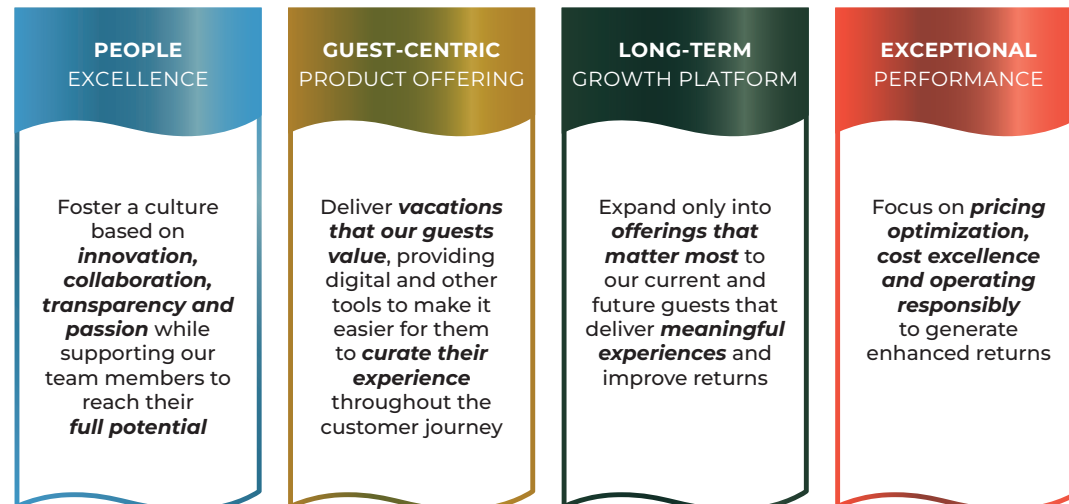 PEOPLE
EXCELLENCE
Foster a culture
based on
innovation,
collaboration,
transparency and
passion while
supporting our
team members to
reach their
full potential
GUEST-CENTRIC
PRODUCT OFFERING
Deliver vacations
that our guests
value, providing
digital and other
tools to make it
easier for them
to curate their
experience
throughout the
customer journey
LONG-TERM
GROWTH PLATFORM
Expand only into
offerings that
matter most to
our current and
future guests that
deliver meaningful
experiences and
improve returns
EXCEPTIONAL
PERFORMANCE
Focus on pricing
optimization,
cost excellence
and operating
responsibly
to generate
enhanced returns